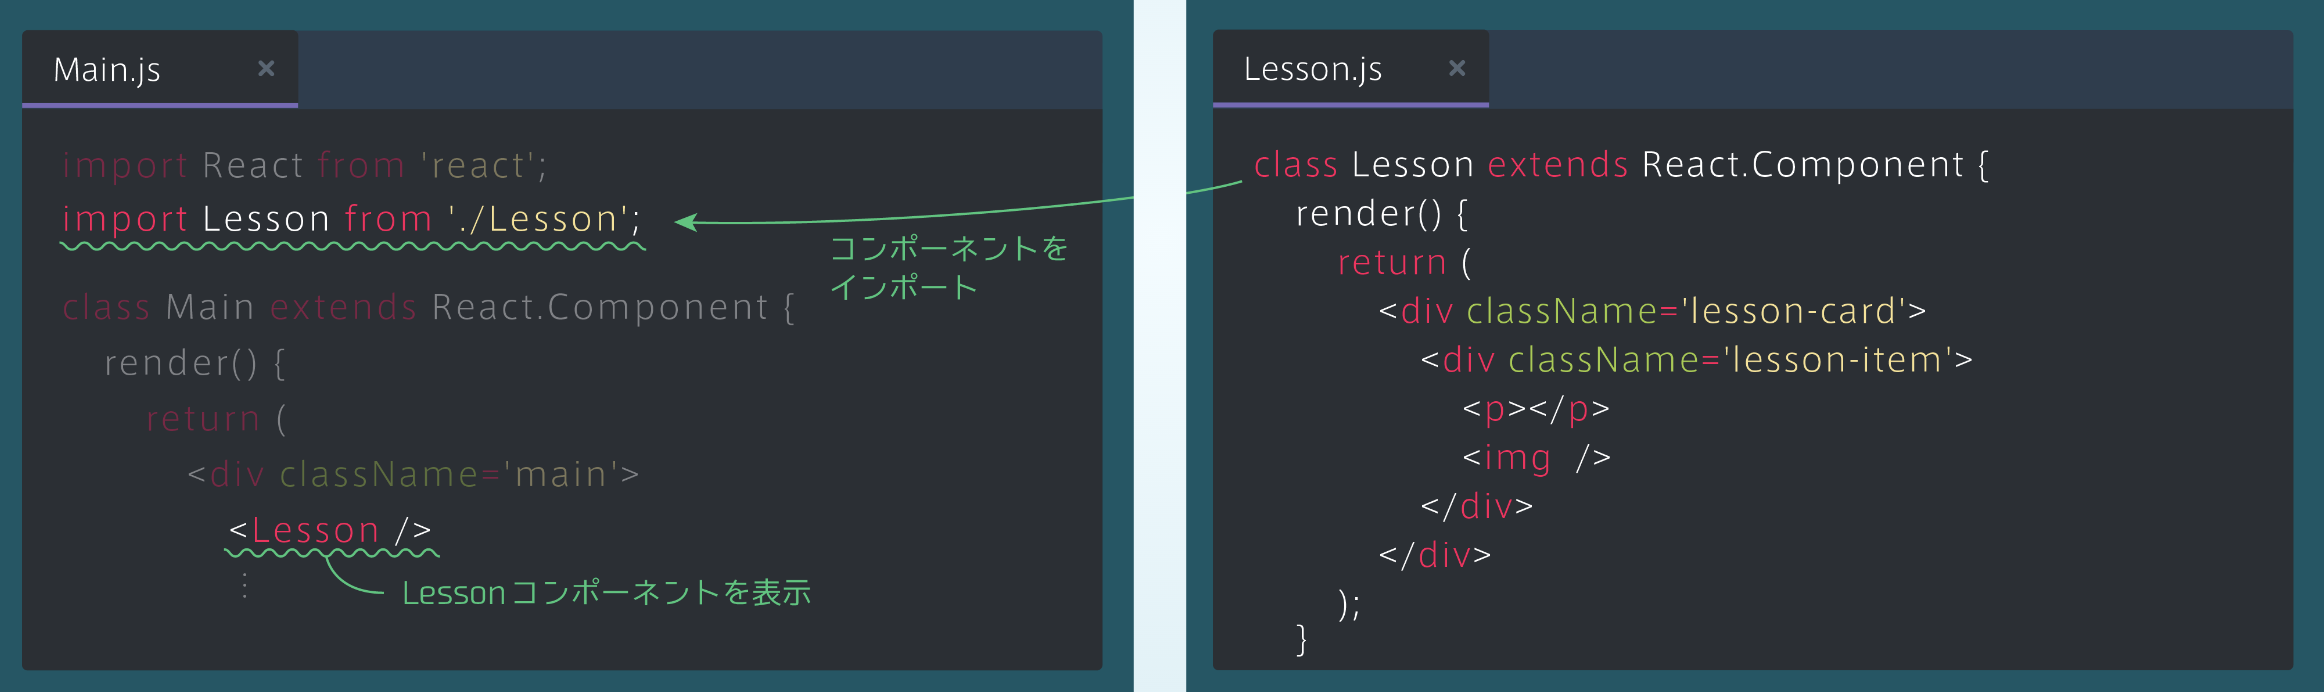 Main.js ×
import React from 'react';
import Lesson from './Lesson';
コンポーネントを
インポート
class Main extends React.Component {
render() {
return (
<div className='main'>
<Lesson />
⋮
Lessonコンポーネントを表示
Lesson.js ×
class Lesson extends React.Component {
render() {
return (
<div className='lesson-card'>
<div className='lesson-item'>
<p></p>
<img />
</div>
</div>
);
}